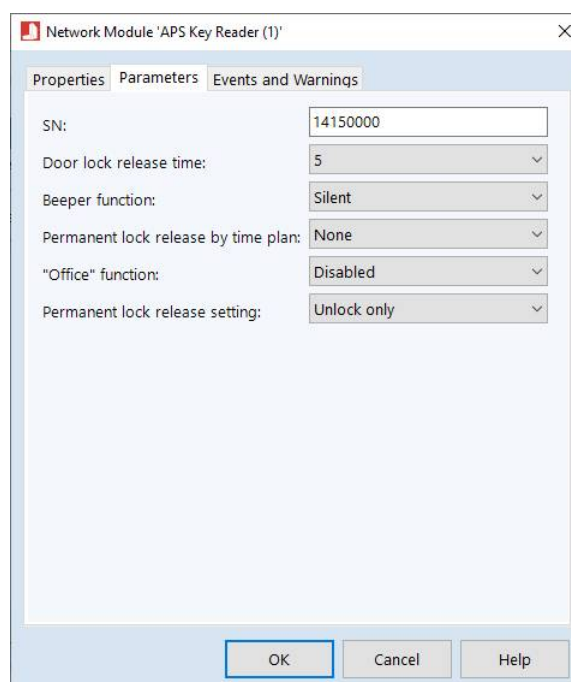 Network Module 'APS Key Reader (1)'
Properties Parameters Events and Warnings
SN: 14150000
Door lock release time: 5
Beeper function: Silent
Permanent lock release by time plan: None
"Office" function: Disabled
Permanent lock release setting: Unlock only
OK Cancel Help